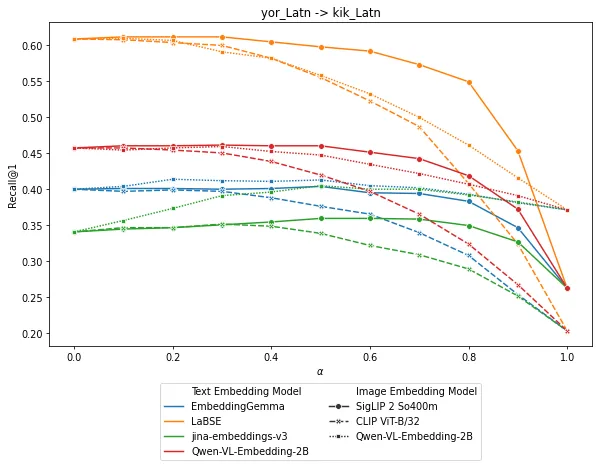 yor_Latn -> kik_Latn
Recall@1
0.60
0.55
0.50
0.45
0.40
0.35
0.30
0.25
0.20
0.0 0.2 0.4 0.6 0.8 1.0
α
Text Embedding Model Image Embedding Model
EmbeddingGemma SigLIP 2 So400m
LaBSE CLIP ViT-B/32
jina-embeddings-v3 Qwen-VL-Embedding-2B
Qwen-VL-Embedding-2B